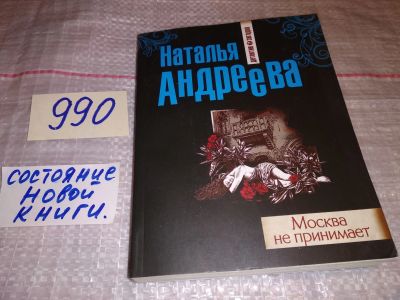 990
состояние
новой
книги.
Наталья
Андреева
Москва
не принимает